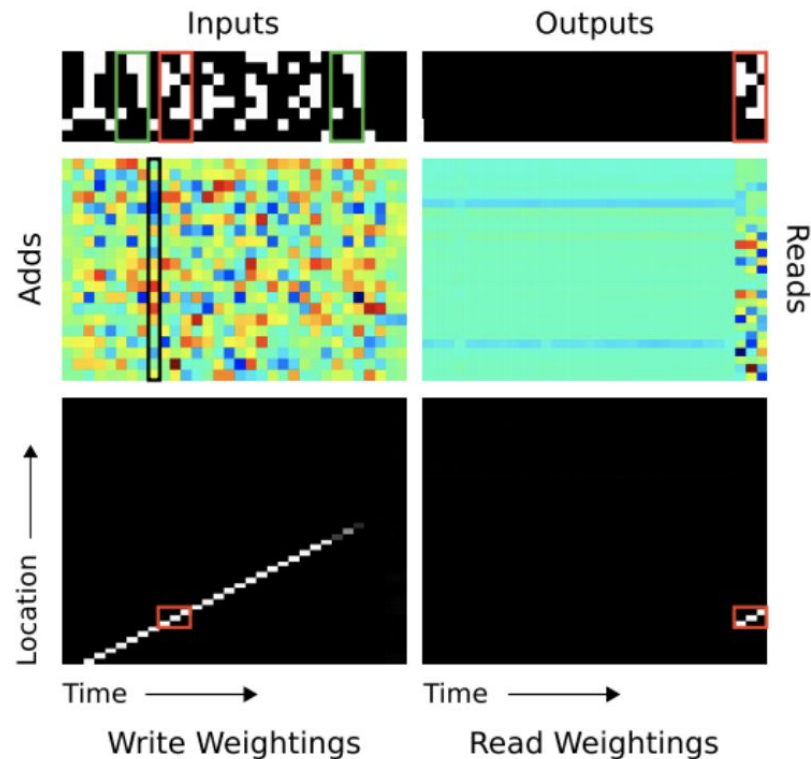 Inputs
Outputs
Adds
Reads
Location
Time
Time
Write Weightings
Read Weightings